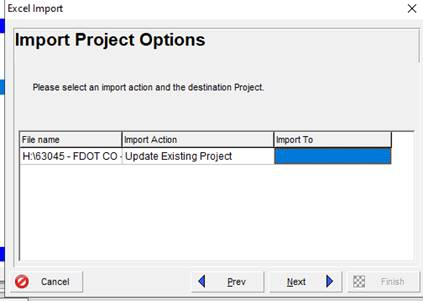 Excel Import
Import Project Options
Please select an import action and the destination Project.
File name Import Action Import To
H:\63045 - FDOT CO - Update Existing Project
Cancel Prev Next Finish